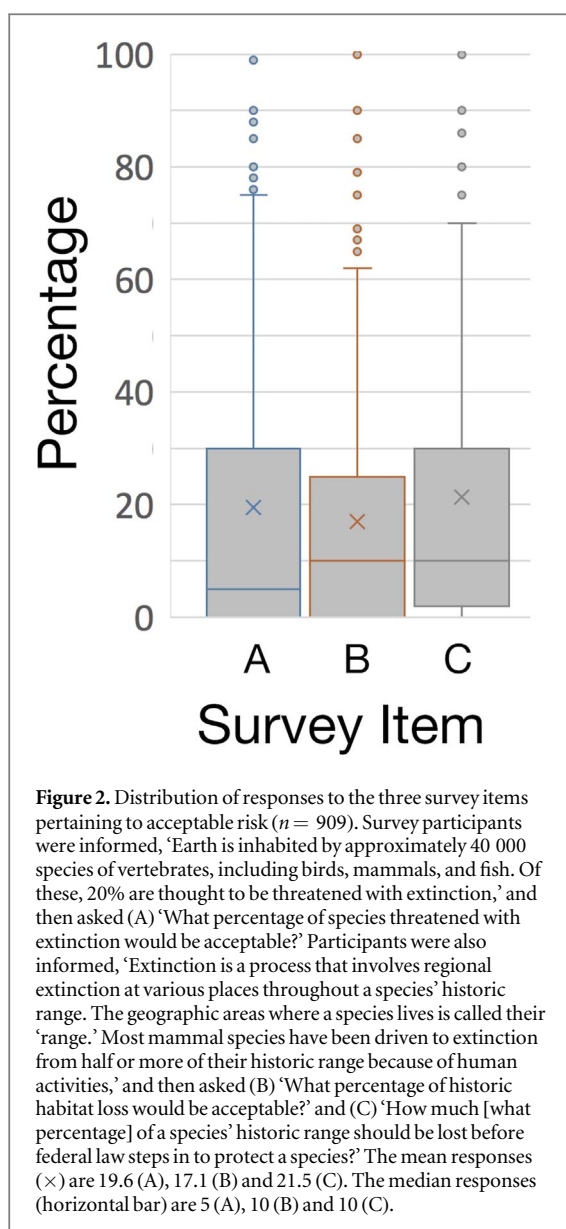 100
80
60
40
20
0
Percentage
A B C
Survey Item
Figure 2. Distribution of responses to the three survey items
pertaining to acceptable risk (n = 909). Survey participants
were informed, ‘Earth is inhabited by approximately 40 000
species of vertebrates, including birds, mammals, and fish. Of
these, 20% are thought to be threatened with extinction,’ and
then asked (A) ‘What percentage of species threatened with
extinction would be acceptable?’ Participants were also
informed, ‘Extinction is a process that involves regional
extinction at various places throughout a species’ historic
range. The geographic areas where a species lives is called their
‘range.’ Most mammal species have been driven to extinction
from half or more of their historic range because of human
activities,’ and then asked (B) ‘What percentage of historic
habitat loss would be acceptable?’ and (C) ‘How much [what
percentage] of a species’ historic range should be lost before
federal law steps in to protect a species?’ The mean responses
(×) are 19.6 (A), 17.1 (B) and 21.5 (C). The median responses
(horizontal bar) are 5 (A), 10 (B) and 10 (C).